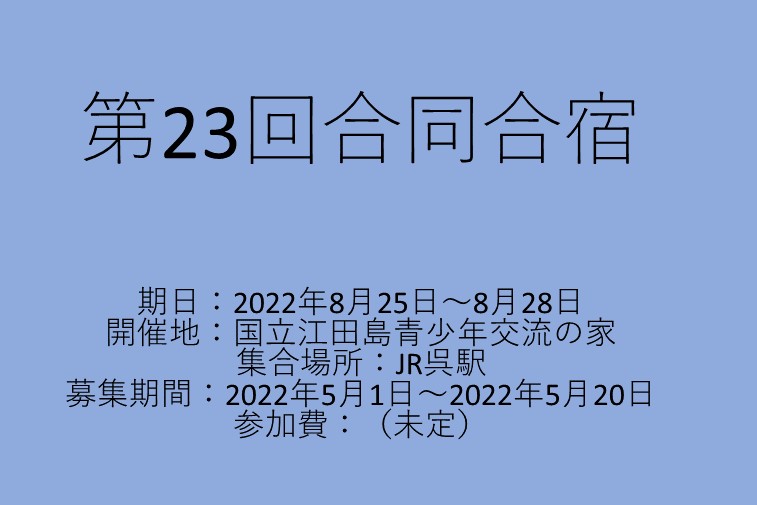 第23回合同合宿
期日：2022年8月25日～8月28日
開催地：国立江田島青少年交流の家
集合場所：JR呉駅
募集期間：2022年5月1日～2022年5月20日
参加費：（未定）